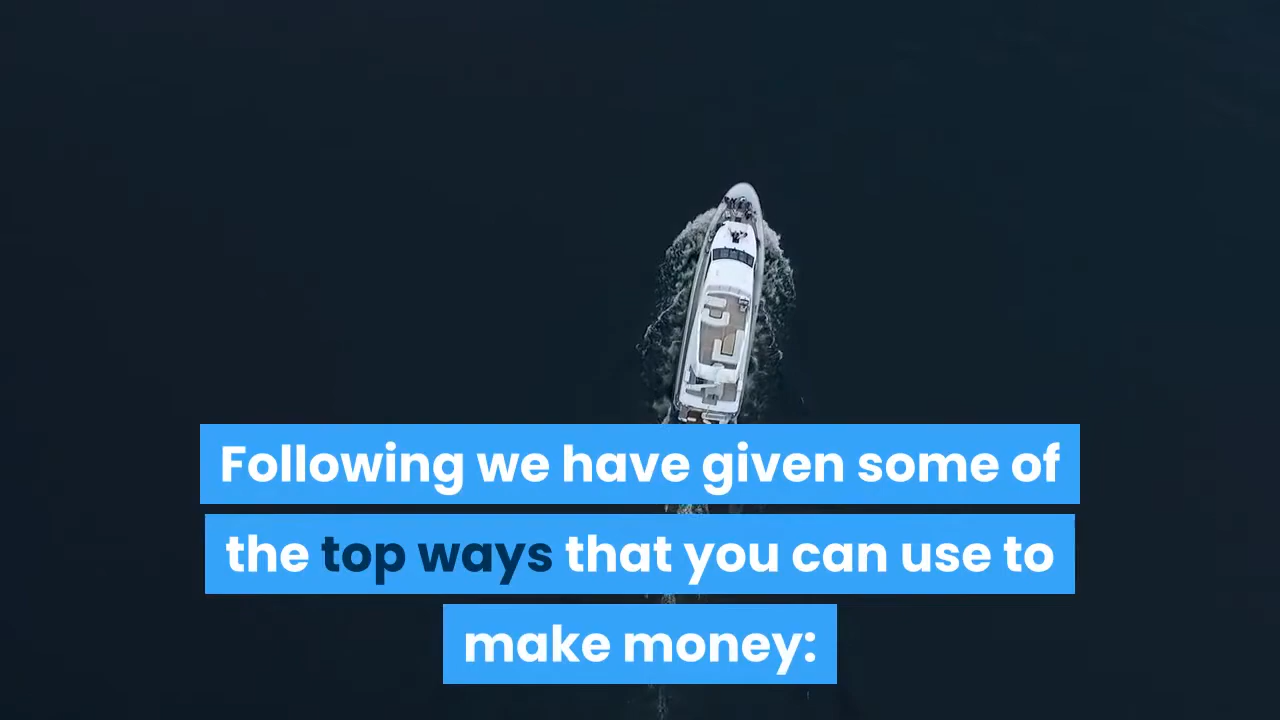 Following we have given some of
the top ways that you can use to
make money: